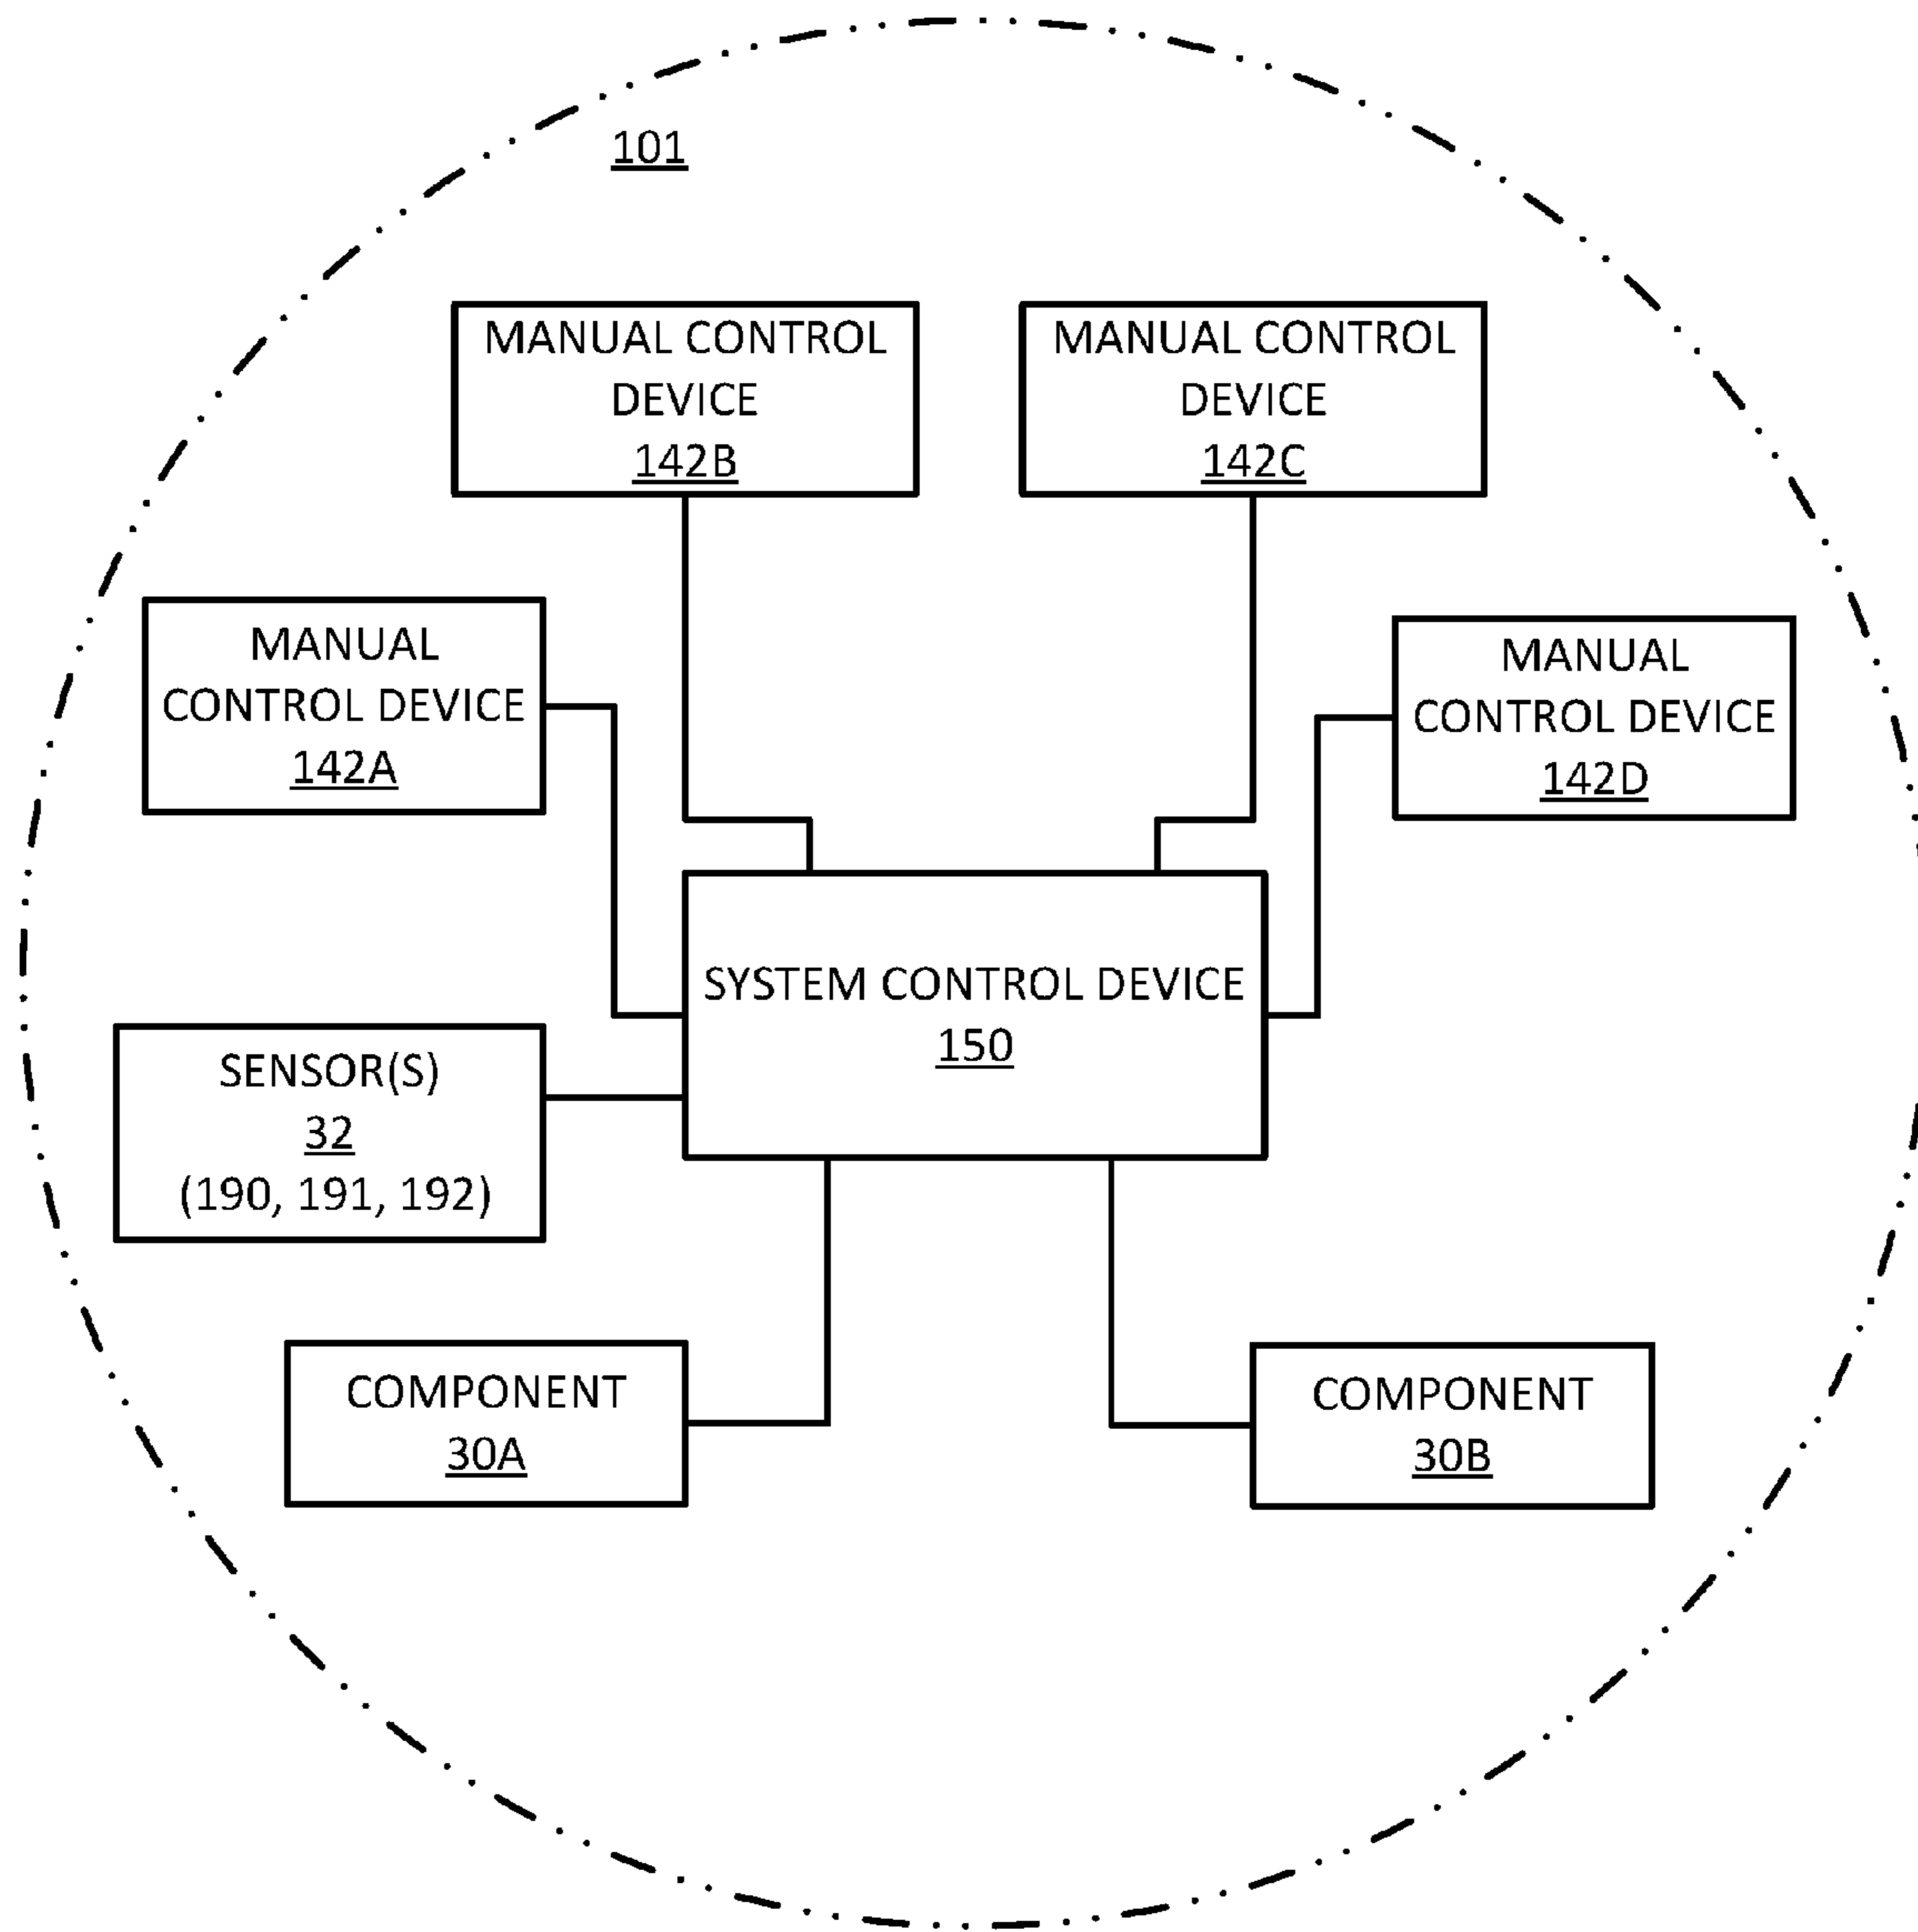 101
MANUAL CONTROL
DEVICE
142B
MANUAL CONTROL
DEVICE
142C
MANUAL
CONTROL DEVICE
142A
MANUAL
CONTROL DEVICE
142D
SYSTEM CONTROL DEVICE
150
SENSOR(S)
32
(190, 191, 192)
COMPONENT
30A
COMPONENT
30B